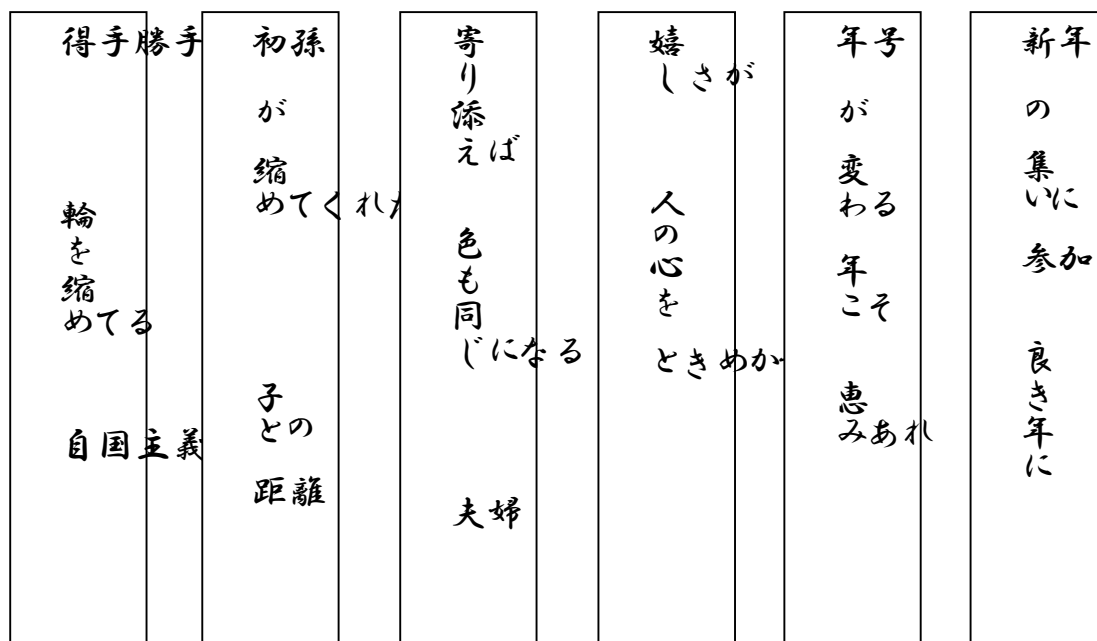 新年の集いに参加 良き年に
年号が変わる年こそ 恵みあれ
嬉しさが 人の心を ときめか
寄り添えば 色も同じになる 夫婦
初孫が縮めてくれた 子との距離
得手勝手 輪を縮めてる 自国主義